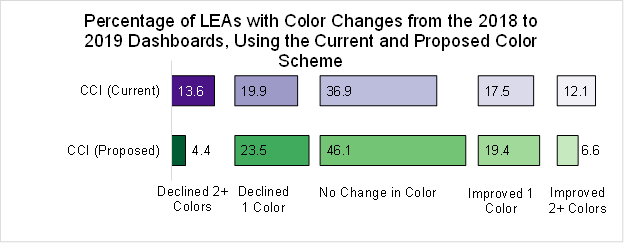 Percentage of LEAs with Color Changes from the 2018 to
2019 Dashboards, Using the Current and Proposed Color
Scheme
CCI (Current)
13.6
19.9
36.9
17.5
12.1
CCI (Proposed)
4.4
23.5
46.1
19.4
6.6
Declined 2+
Colors
Declined
1 Color
No Change in Color
Improved 1
Color
Improved
2+ Colors